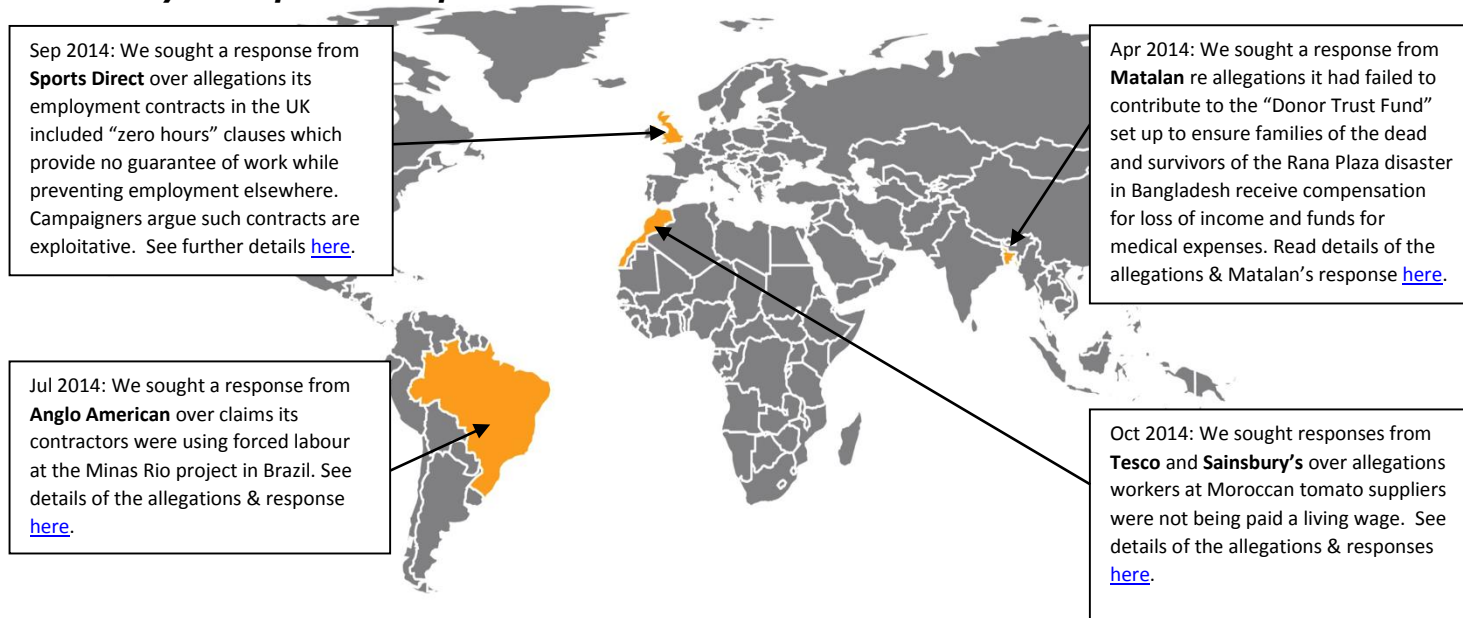 Sep 2014: We sought a response from
Sports Direct over allegations its
employment contracts in the UK
included “zero hours” clauses which
provide no guarantee of work while
preventing employment elsewhere.
Campaigners argue such contracts are
exploitative.  See further details here.
Jul 2014: We sought a response from
Anglo American over claims its
contractors were using forced labour
at the Minas Rio project in Brazil. See
details of the allegations & response
here.
Apr 2014: We sought a response from
Matalan re allegations it had failed to
contribute to the “Donor Trust Fund”
set up to ensure families of the dead
and survivors of the Rana Plaza disaster
in Bangladesh receive compensation
for loss of income and funds for
medical expenses. Read details of the
allegations & Matalan’s response here.
Oct 2014: We sought responses from
Tesco and Sainsbury’s over allegations
workers at Moroccan tomato suppliers
were not being paid a living wage.  See
details of the allegations & responses
here.